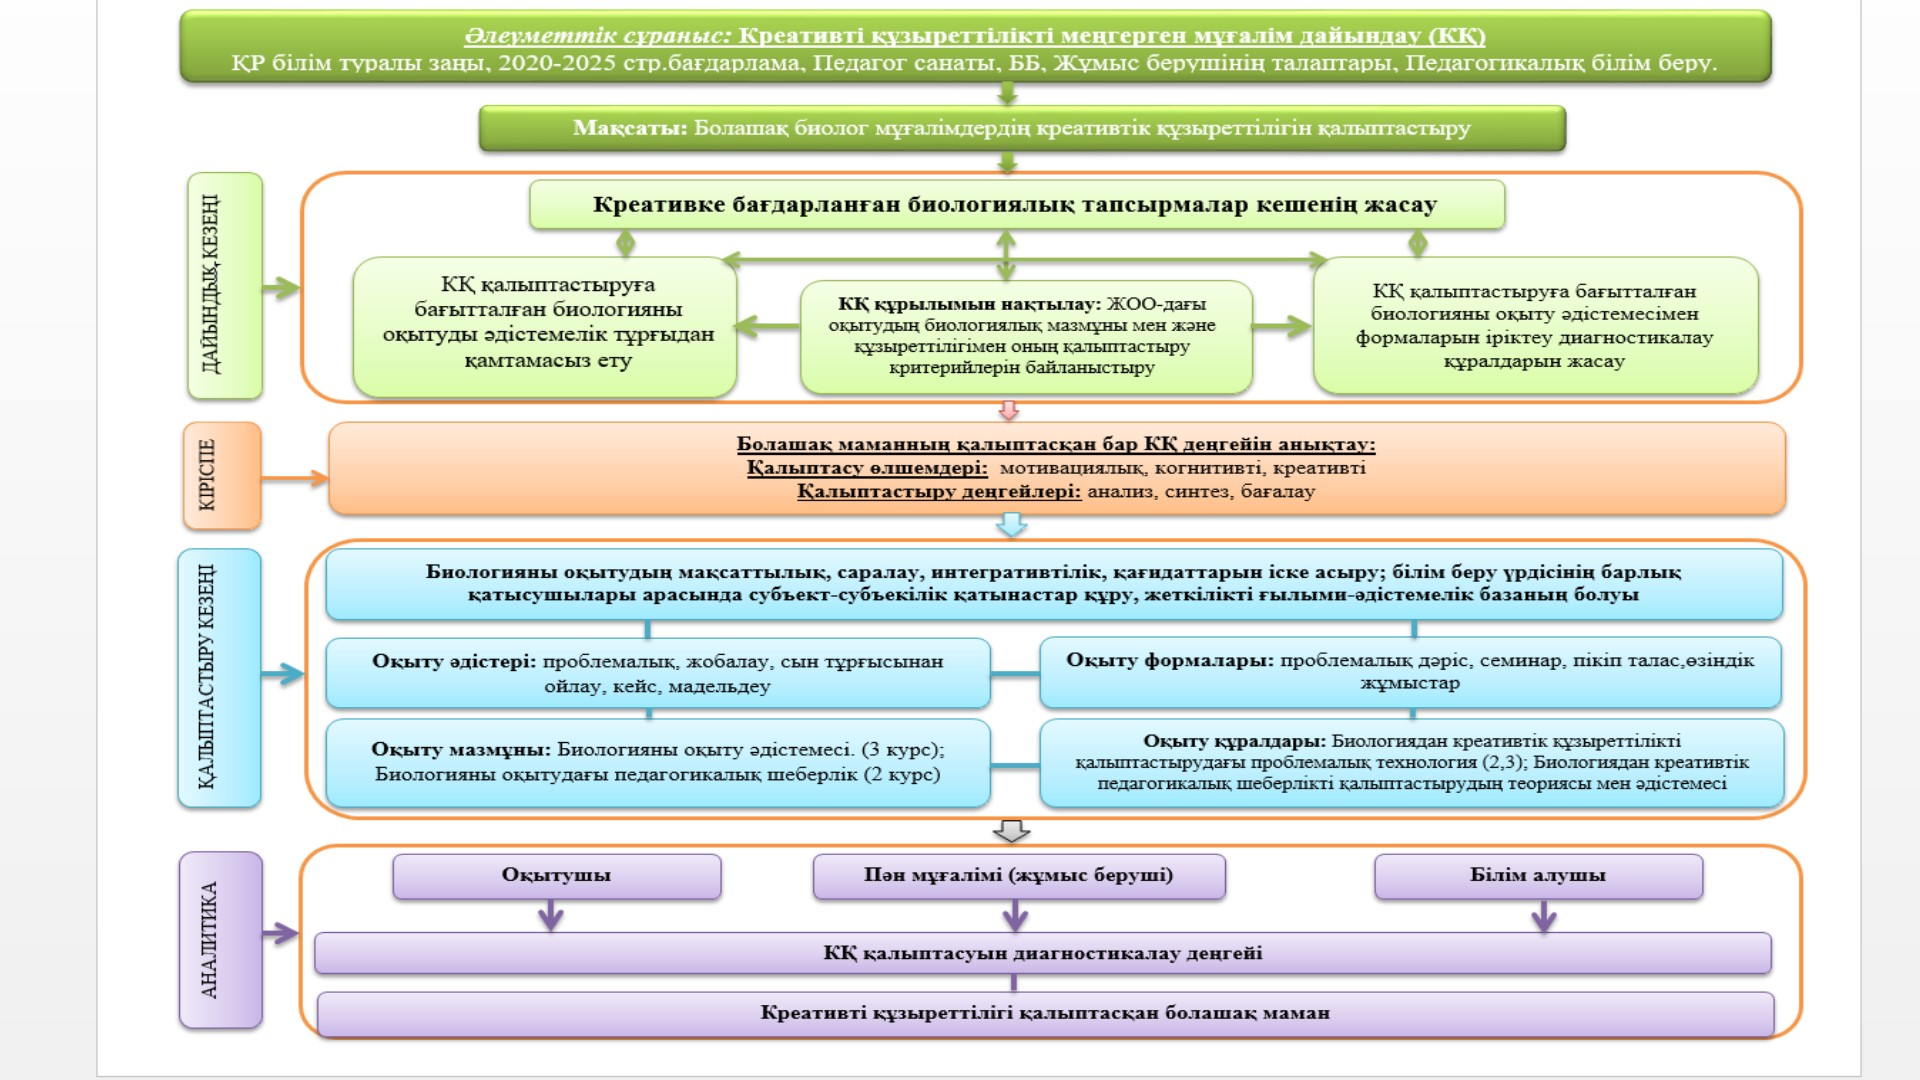 Әлеуметтік сұраныс: Креативті құзыреттілікті меңгерген мұғалім дайындау (КҚ)
ҚР білім туралы заңы, 2020-2025 стр.бағдарлама, Педагог санаты, ББ, Жұмыс берушінің талаптары, Педагогикалық білім беру.
Мақсаты: Болашақ биолог мұғалімдердің креативтік құзыреттілігін қалыптастыру
ДАЙЫНДЫҚ КЕЗЕҢІ
Креативке бағдарланған биологиялық тапсырмалар кешенің жасау
КҚ қалыптастыруға
бағытталған биологияны
оқытуды әдістемелік тұрғыдан
қамтамасыз ету
КҚ құрылымын нақтылау: ЖОО-дағы
оқытудың биологиялық мазмұны мен және
құзыреттілігімен оның қалыптастыру
критерийлерін байланыстыру
КҚ қалыптастыруға бағытталған
биологияны оқыту әдістемесімен
формаларын іріктеу диагностикалау
құралдарын жасау
КІРІСПЕ
Болашақ маманның қалыптасқан бар КҚ деңгейін анықтау:
Қалыптасу өлшемдері: мотивациялық, когнитивті, креативті
Қалыптастыру деңгейлері: анализ, синтез, бағалау
ҚАЛЫПТАСТЫРУ КЕЗЕҢІ
Биологияны оқытудың мақсаттылық, саралау, интегративтілік, қағидаттарын іске асыру; білім беру үрдісінің барлық
қатысушылары арасында субъект-субъекілік қатынастар құру, жеткілікті ғылыми-әдістемелік базаның болуы
Оқыту әдістері: проблемалық, жобалау, сын тұрғысынан
ойлау, кейс, мадельдеу
Оқыту формалары: проблемалық дәріс, семинар, пікіп талас,өзіндік
жұмыстар
Оқыту мазмұны: Биологияны оқыту әдістемесі. (3 курс);
Биологияны оқытудағы педагогикалық шеберлік (2 курс)
Оқыту құралдары: Биологиядан креативтік құзыреттілікті
қалыптастырудағы проблемалық технология (2,3); Биологиядан креативтік
педагогикалық шеберлікті қалыптастырудың теориясы мен әдістемесі
АНАЛИТИКА
Оқытушы
Пән мұғалімі (жұмыс беруші)
Білім алушы
КҚ қалыптасуын диагностикалау деңгейі
Креативті құзыреттілігі қалыптасқан болашақ маман